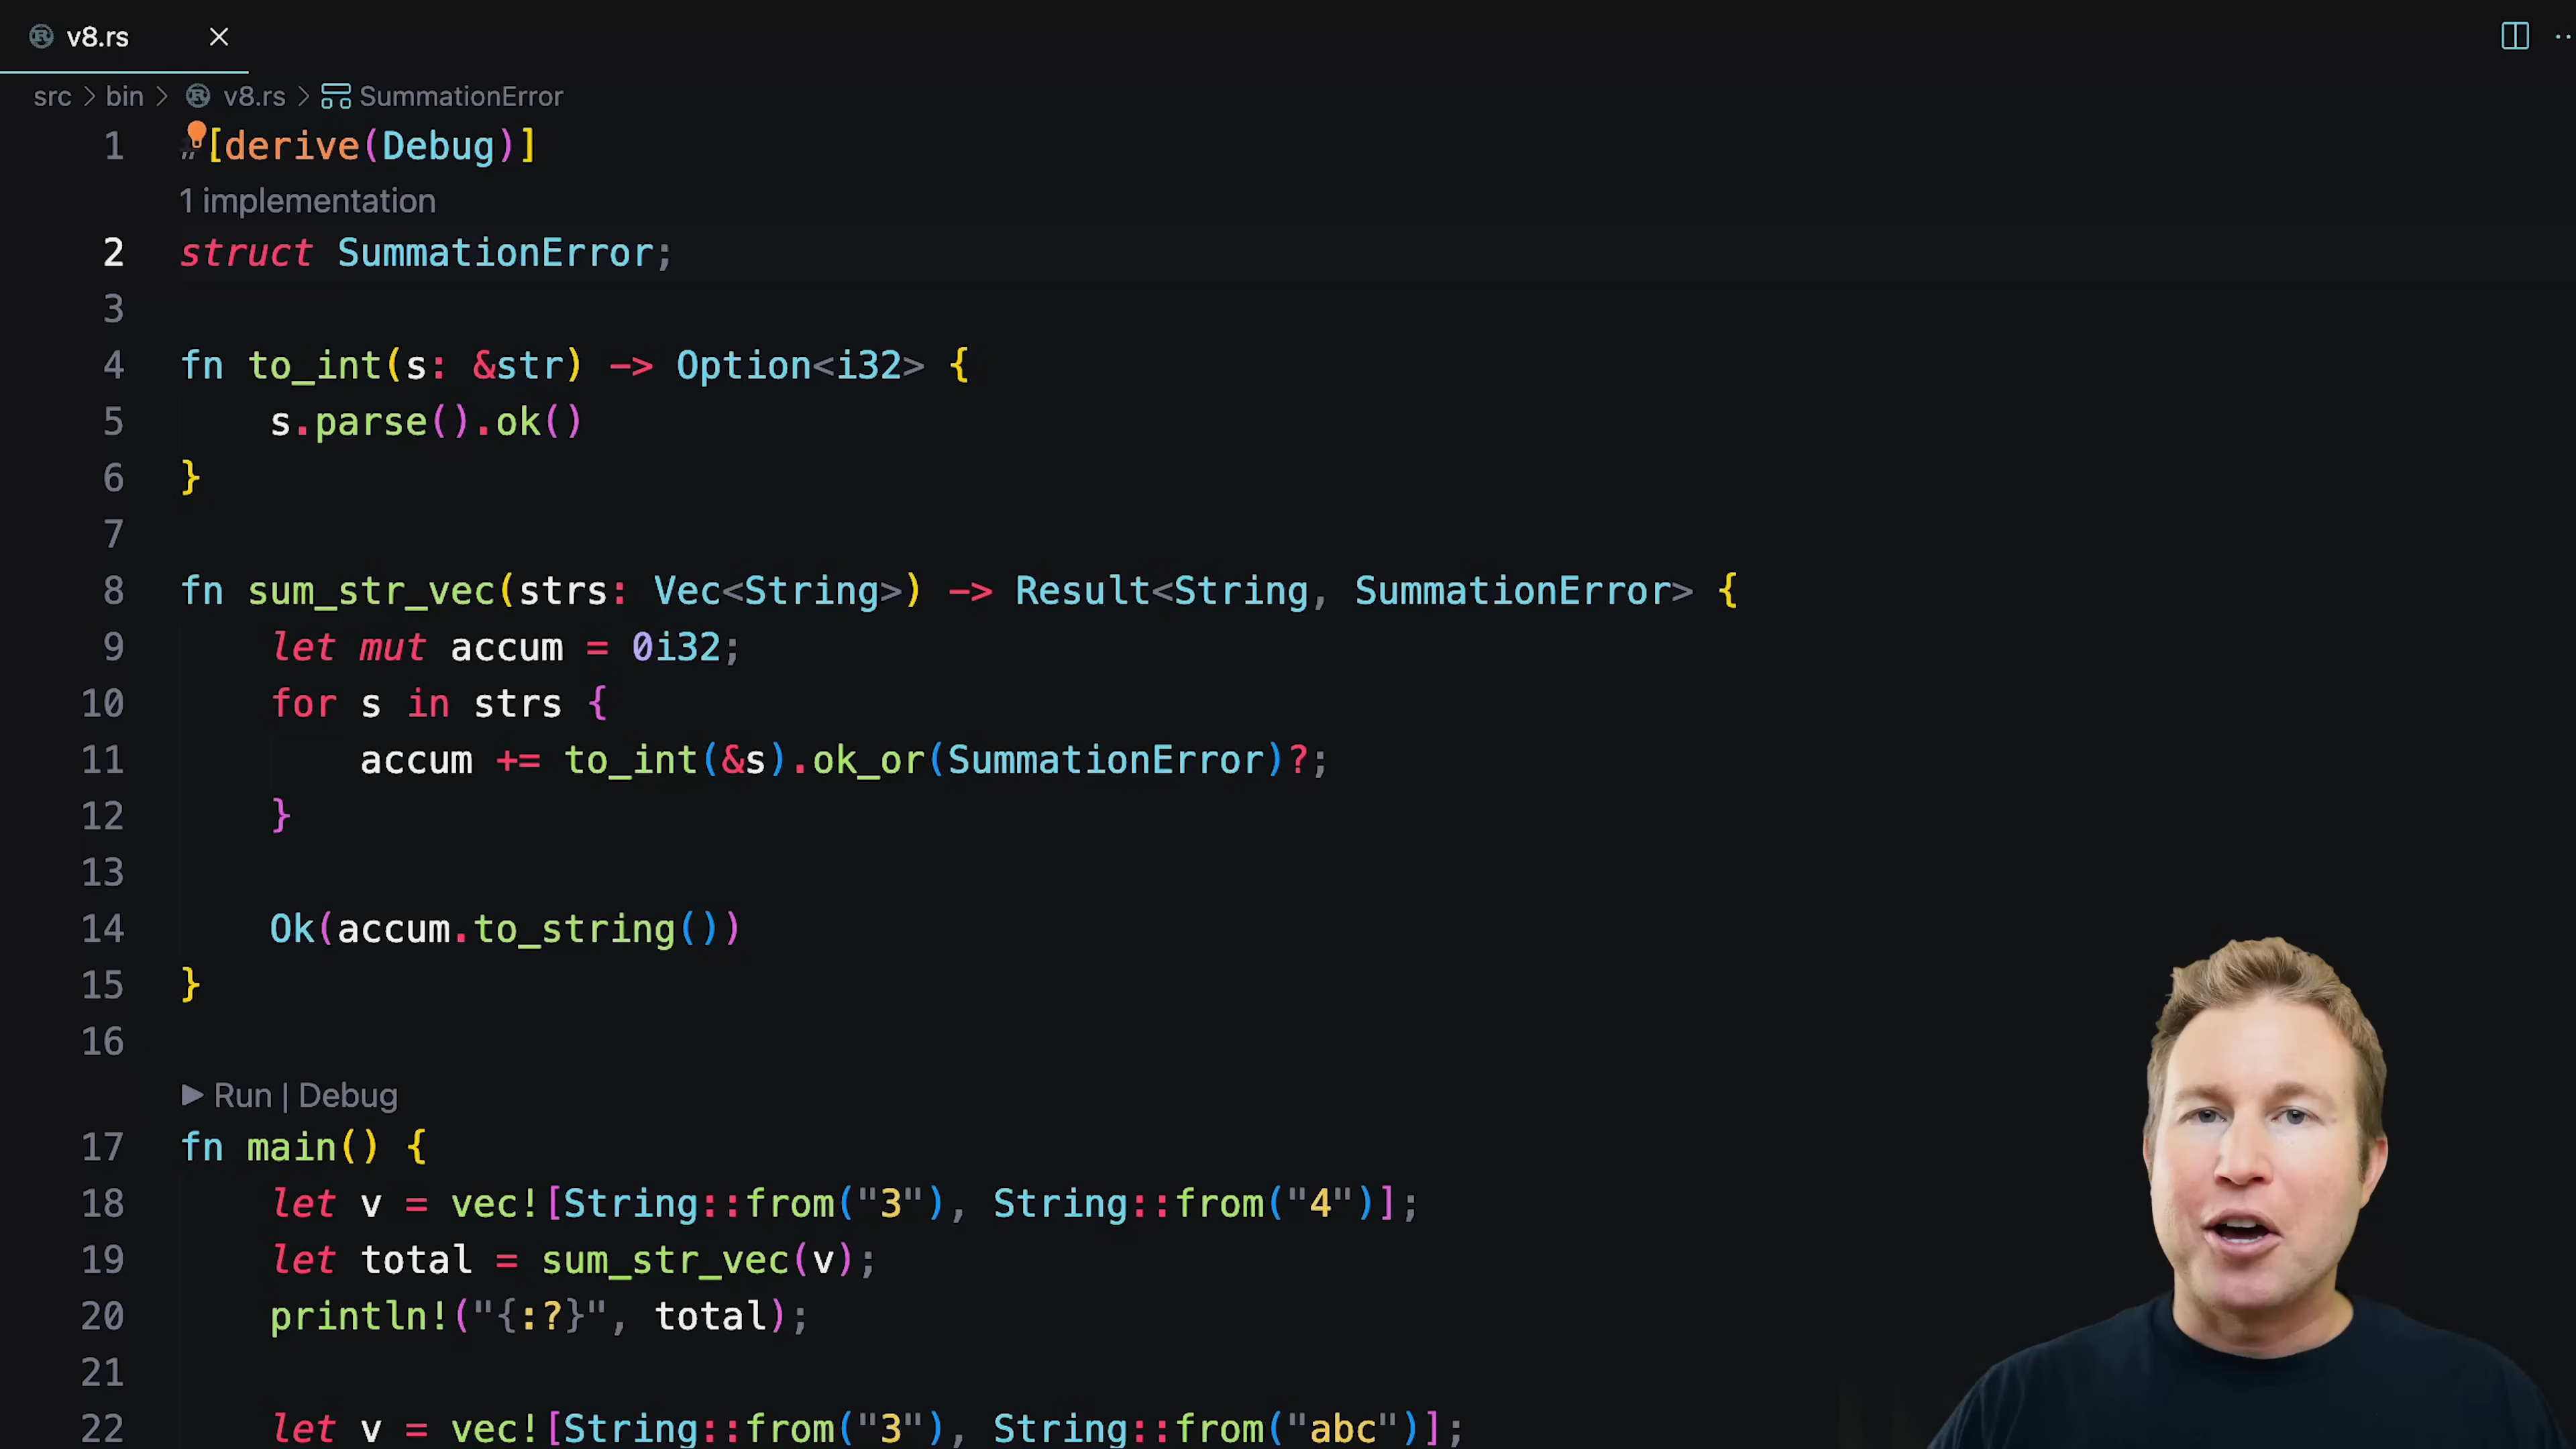 v8.rs
src > bin > v8.rs > SummationError
1 #[derive(Debug)]
1 implementation
2 struct SummationError;
3
4 fn to_int(s: &str) -> Option<i32> {
5 s.parse().ok()
6 }
7
8 fn sum_str_vec(strs: Vec<String>) -> Result<String, SummationError> {
9 let mut accum = 0i32;
10 for s in strs {
11 accum += to_int(&s).ok_or(SummationError)?;
12 }
13
14 Ok(accum.to_string())
15 }
16
Run | Debug
17 fn main() {
18 let v = vec![String::from("3"), String::from("4")];
19 let total = sum_str_vec(v);
20 println!("{:?}", total);
21
22 let v = vec![String::from("3"), String::from("abc")];